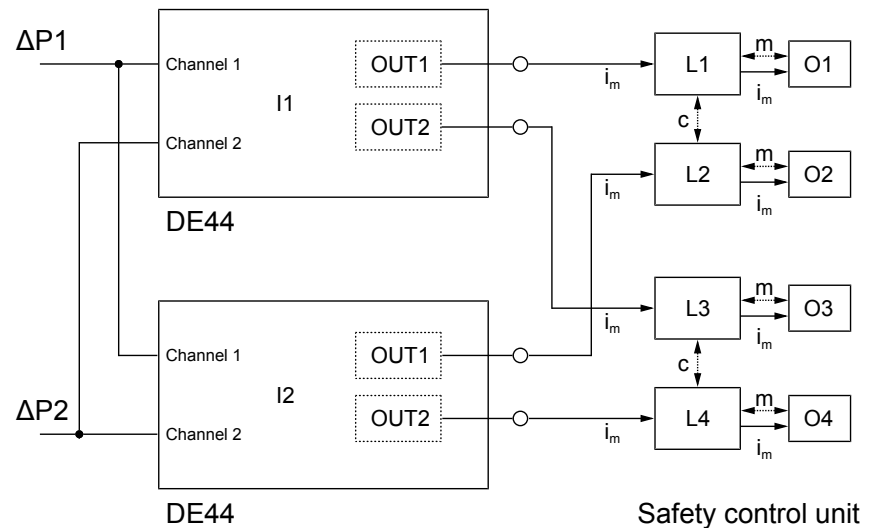 ΔP1
Channel 1
I1
OUT1
i_m
L1
m
O1
i_m
Channel 2
OUT2
c
i_m
L2
m
O2
i_m
DE44
L3
m
O3
i_m
i_m
Channel 1
I2
OUT1
c
ΔP2
Channel 2
OUT2
i_m
L4
m
O4
i_m
DE44
Safety control unit